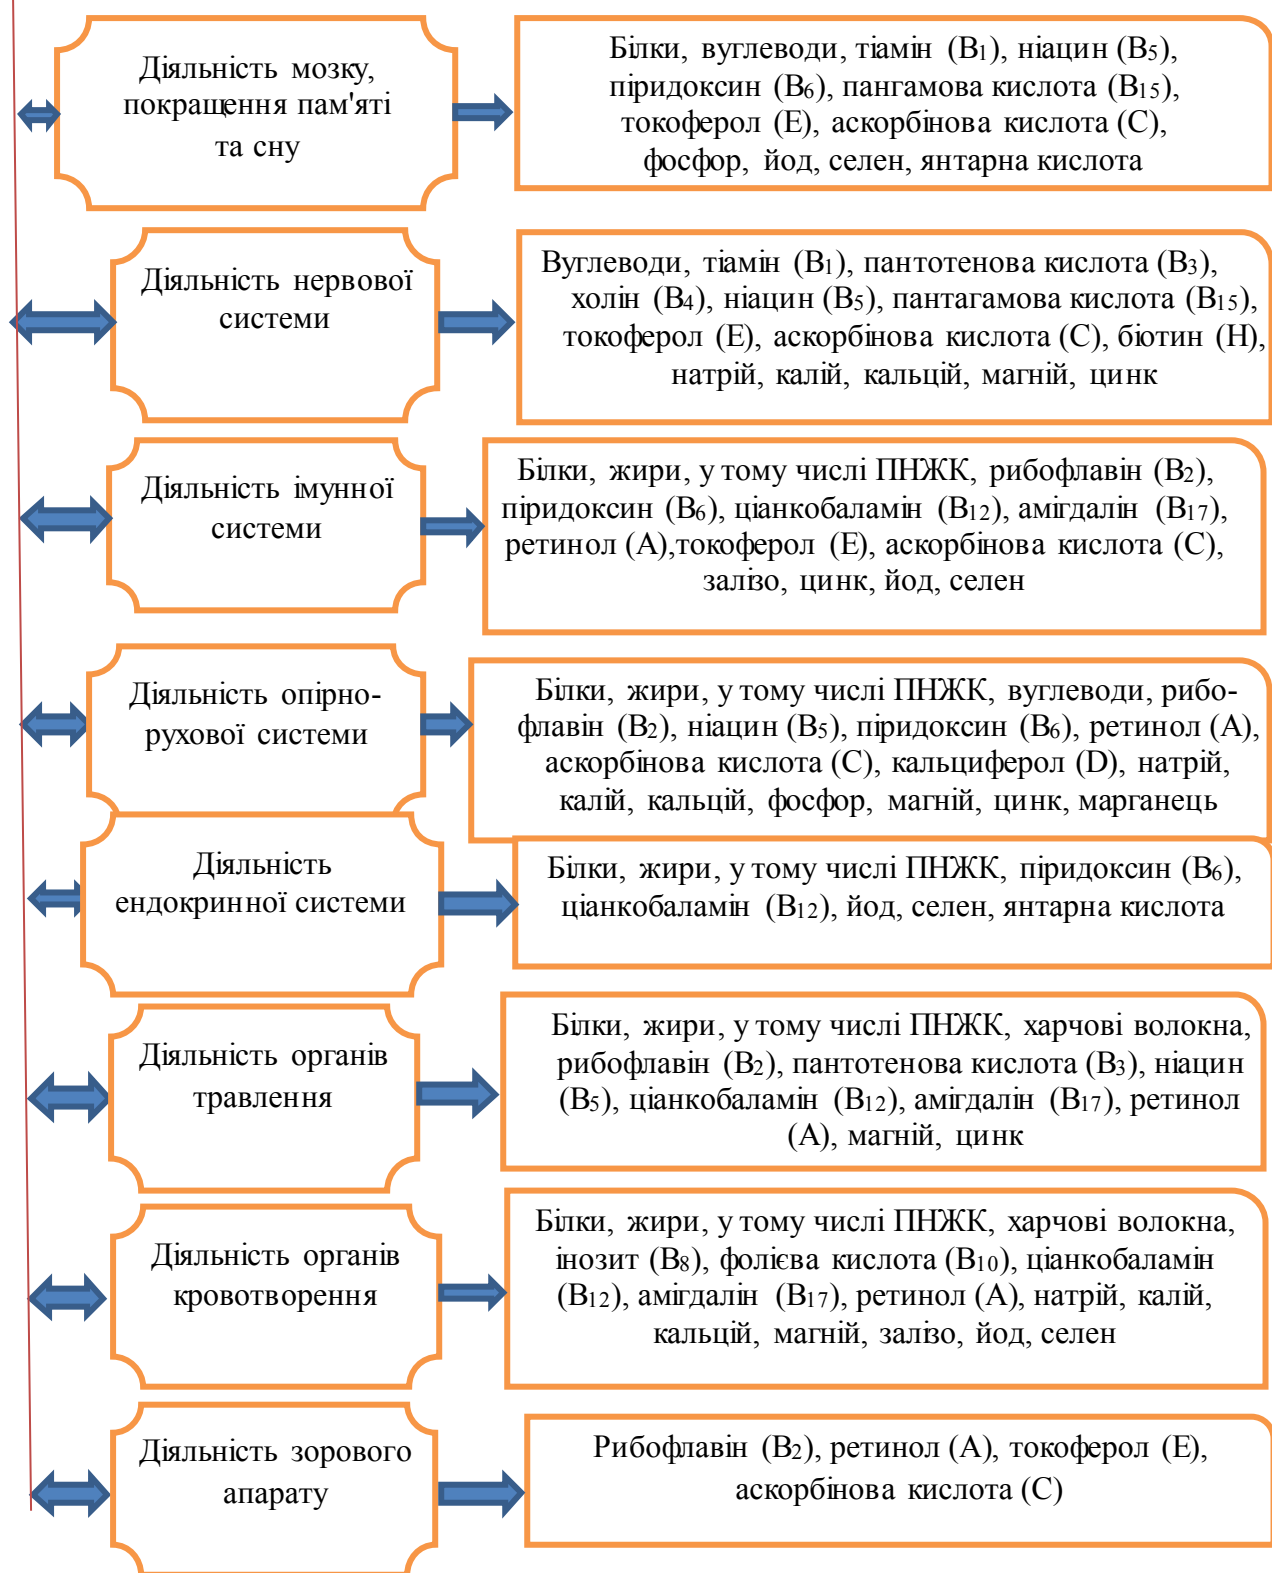 Діяльність мозку,
покращення пам'яті
та сну
Білки, вуглеводи, тіамін (B₁), ніацин (B₅),
піридоксин (B₆), пангамова кислота (B₁₅),
токоферол (E), аскорбінова кислота (C),
фосфор, йод, селен, янтарна кислота
Діяльність нервової
системи
Вуглеводи, тіамін (B₁), пантотенова кислота (B₃),
холін (B₄), ніацин (B₅), пантагамова кислота (B₁₅),
токоферол (E), аскорбінова кислота (C), біотин (H),
натрій, калій, кальцій, магній, цинк
Діяльність імунної
системи
Білки, жири, у тому числі ПНЖК, рибофлавін (B₂),
піридоксин (B₆), ціанкобаламін (B₁₂), амігдалін (B₁₇),
ретинол (A),токоферол (E), аскорбінова кислота (C),
залізо, цинк, йод, селен
Діяльність опірно-
рухової системи
Білки, жири, у тому числі ПНЖК, вуглеводи, рибо-
флавін (B₂), ніацин (B₅), піридоксин (B₆), ретинол (A),
аскорбінова кислота (C), кальциферол (D), натрій,
калій, кальцій, фосфор, магній, цинк, марганець
Діяльність
ендокринної системи
Білки, жири, у тому числі ПНЖК, піридоксин (B₆),
ціанкобаламін (B₁₂), йод, селен, янтарна кислота
Діяльність органів
травлення
Білки, жири, у тому числі ПНЖК, харчові волокна,
рибофлавін (B₂), пантотенова кислота (B₃), ніацин
(B₅), ціанкобаламін (B₁₂), амігдалін (B₁₇), ретинол
(A), магній, цинк
Діяльність органів
кровотворення
Білки, жири, у тому числі ПНЖК, харчові волокна,
інозит (B₈), фолієва кислота (B₁₀), ціанкобаламін
(B₁₂), амігдалін (B₁₇), ретинол (A), натрій, калій,
кальцій, магній, залізо, йод, селен
Діяльність зорового
апарату
Рибофлавін (B₂), ретинол (A), токоферол (E),
аскорбінова кислота (C)